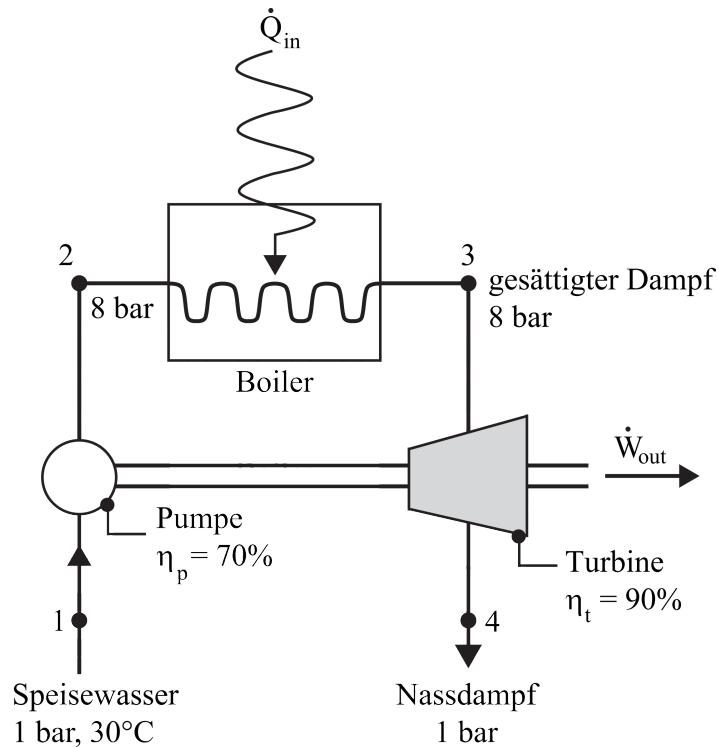 Q̇in
2
3
gesättigter Dampf
8 bar
8 bar
Boiler
Ẇout
Pumpe
ηp = 70%
Turbine
ηt = 90%
1
4
Speisewasser
1 bar, 30°C
Nassdampf
1 bar